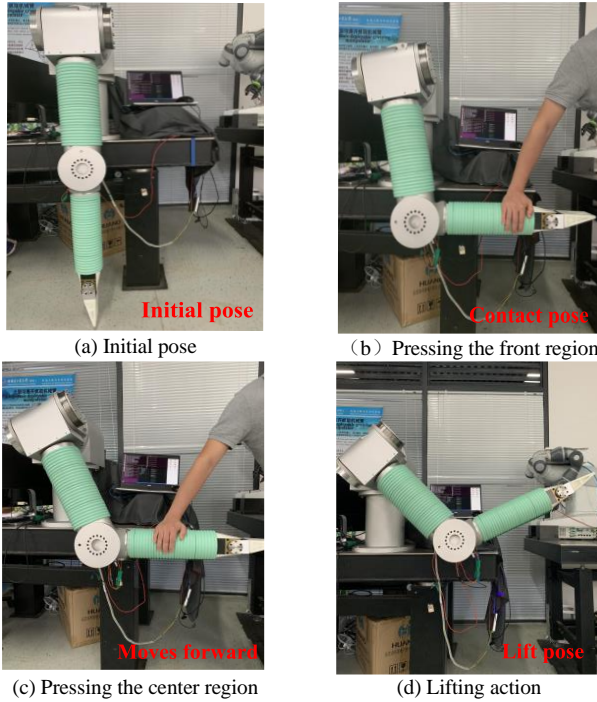 Initial pose
Contact pose
(a) Initial pose
（b）Pressing the front region
Moves forward
Lift pose
(c) Pressing the center region
(d) Lifting action